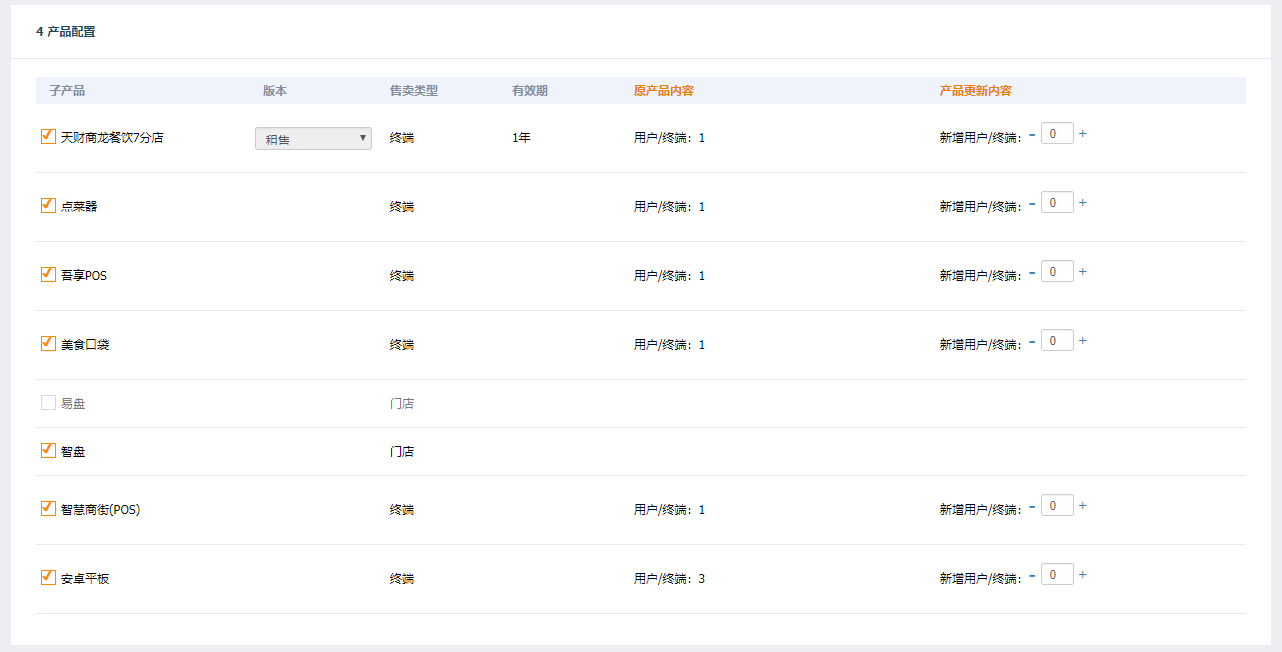 4 产品配置
子产品 版本 售卖类型 有效期 原产品内容 产品更新内容
天财商龙餐饮7分店 租售 ▼ 终端 1年 用户/终端: 1 新增用户/终端: - 0 +
点菜器 终端 用户/终端: 1 新增用户/终端: - 0 +
吾享POS 终端 用户/终端: 1 新增用户/终端: - 0 +
美食口袋 终端 用户/终端: 1 新增用户/终端: - 0 +
易盘 门店
智盘 门店
智慧商街(POS) 终端 用户/终端: 1 新增用户/终端: - 0 +
安卓平板 终端 用户/终端: 3 新增用户/终端: - 0 +